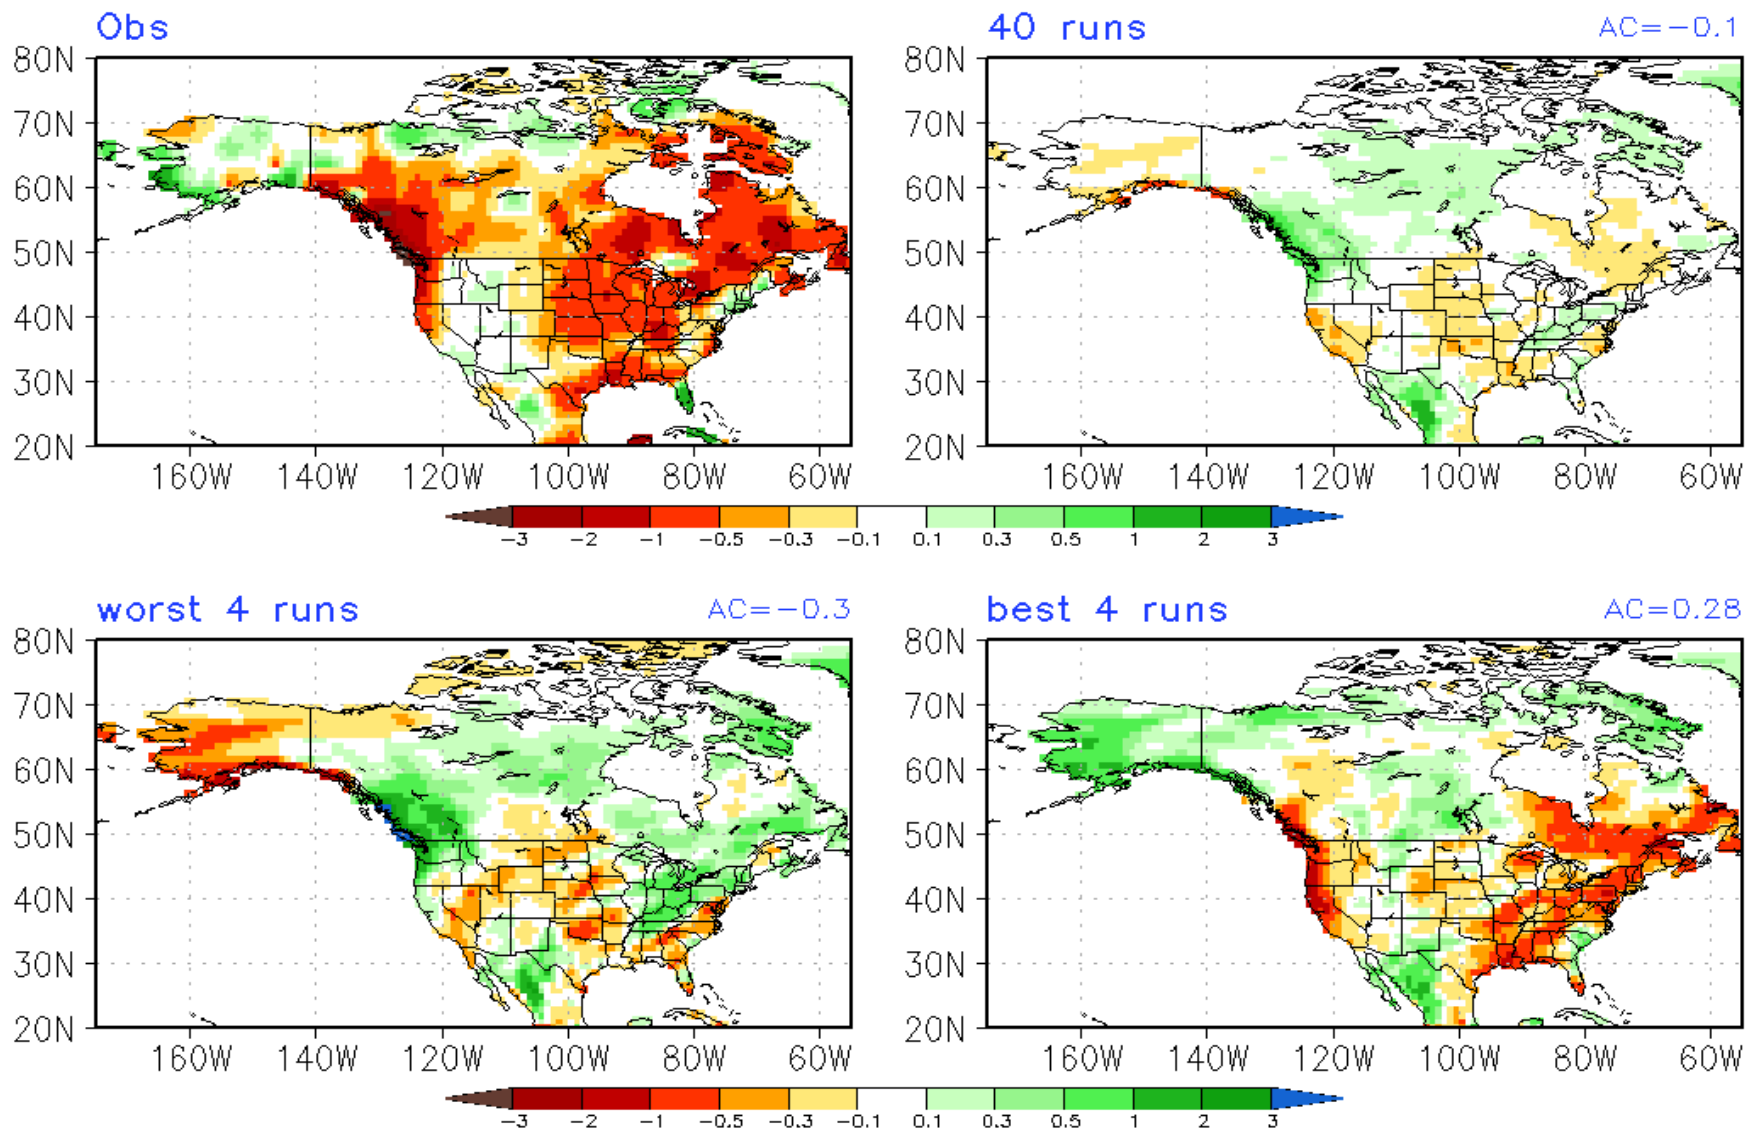 Obs
40 runs AC=-0.1
80N 80N
70N 70N
60N 60N
50N 50N
40N 40N
30N 30N
20N 20N
160W 140W 120W 100W 80W 60W 160W 140W 120W 100W 80W 60W
-3 -2 -1 -0.5 -0.3 -0.1 0.1 0.3 0.5 1 2 3
worst 4 runs AC=-0.3
best 4 runs AC=0.28
80N 80N
70N 70N
60N 60N
50N 50N
40N 40N
30N 30N
20N 20N
160W 140W 120W 100W 80W 60W 160W 140W 120W 100W 80W 60W
-3 -2 -1 -0.5 -0.3 -0.1 0.1 0.3 0.5 1 2 3